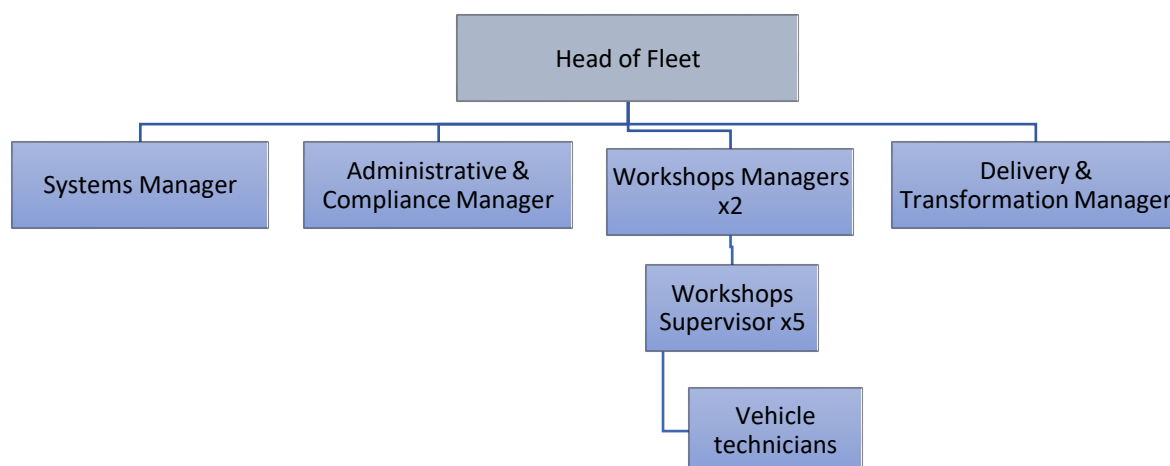 Head of Fleet
Systems Manager
Administrative &
Compliance Manager
Workshops Managers
x2
Delivery &
Transformation Manager
Workshops
Supervisor x5
Vehicle
technicians